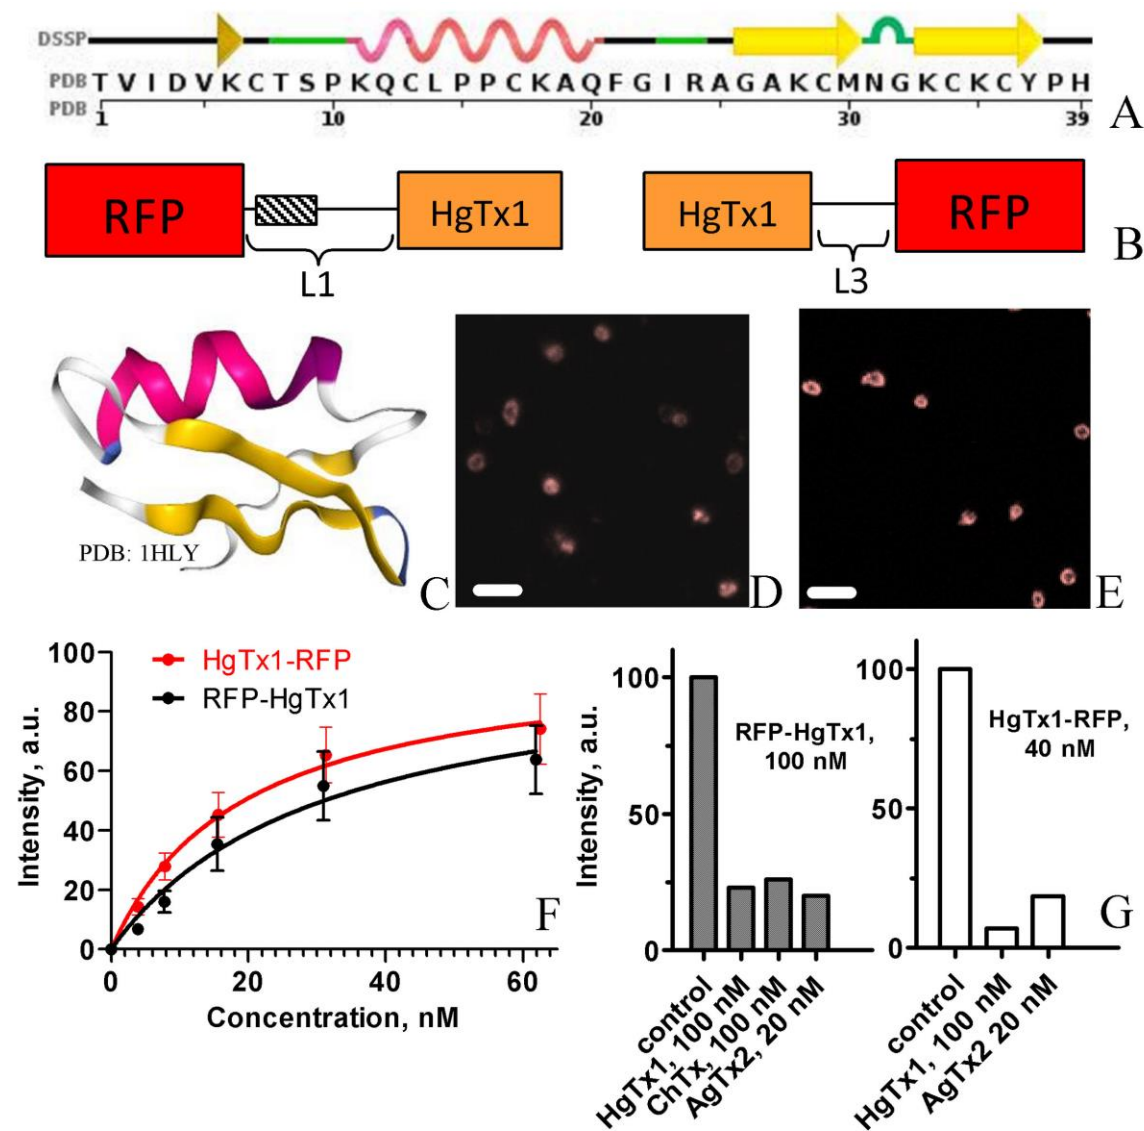 DSSP
PDB T V I D V K C T S P K Q C L P P C K A Q F G I R A G A K C M N G K C K C Y P H
PDB
1 10 20 30 39
A
RFP HgTx1 HgTx1 RFP
L1 L3
B
PDB: 1HLY
C
D
E
100
80
60
40
20
0
Intensity, a.u.
HgTx1-RFP
RFP-HgTx1
0 20 40 60
Concentration, nM
F
100
50
0
Intensity, a.u.
RFP-HgTx1,
100 nM
control
HgTx1, 100 nM
ChTx, 100 nM
AgTx2, 20 nM
100
50
0
HgTx1-RFP,
40 nM
control
HgTx1, 100 nM
AgTx2 20 nM
G